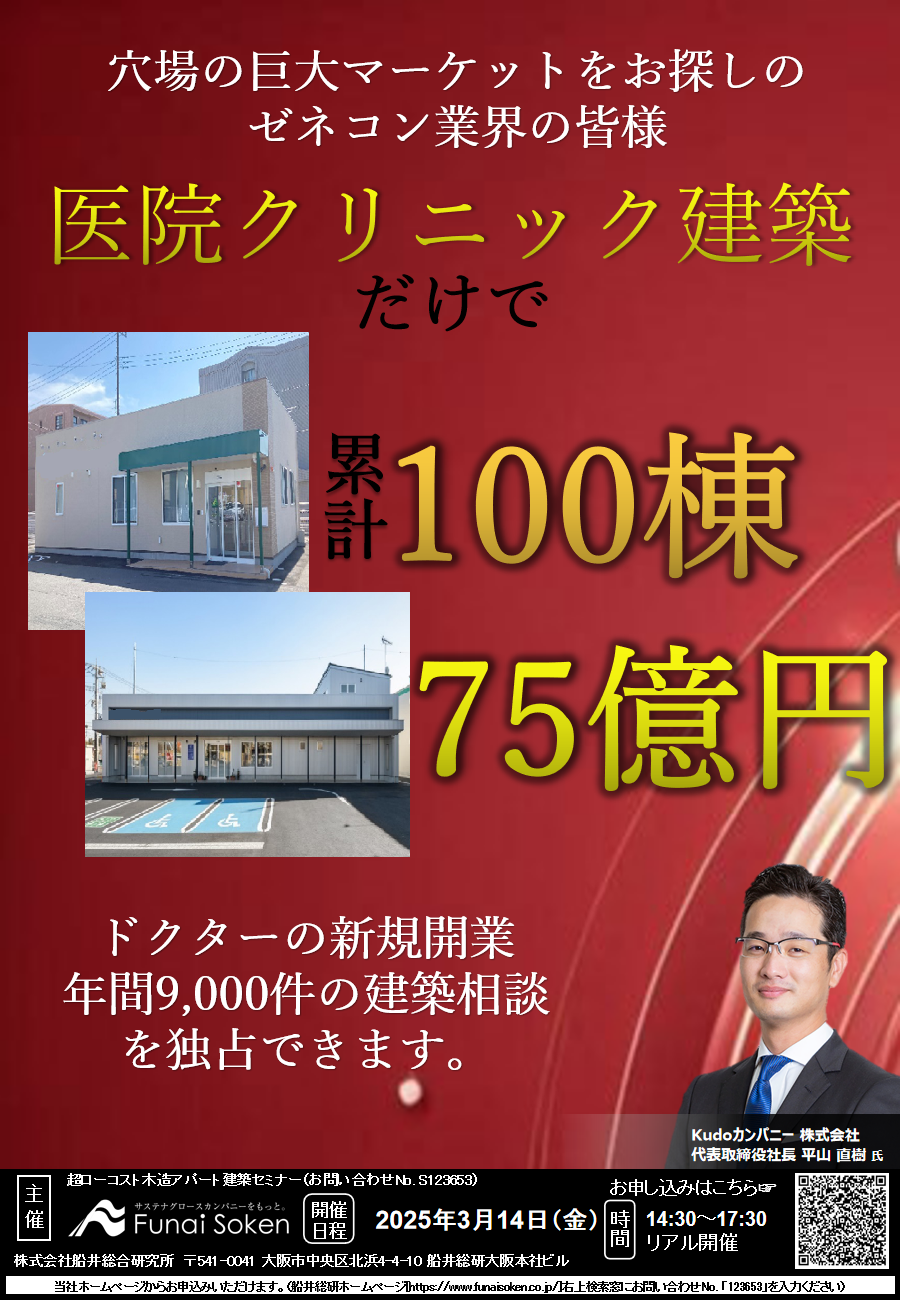 穴場の巨大マーケットをお探しの
ゼネコン業界の皆様
医院クリニック建築
だけで
累計100棟
75億円
ドクターの新規開業
年間9,000件の建築相談
を独占できます。
Kudoカンパニー 株式会社
代表取締役社長 平山 直樹 氏
主催
超ローコスト木造アパート建築セミナー(お問い合わせNo. S123653)
サステナグロースカンパニーをもっと。
Funai Soken
開催日程
2025年3月14日(金)
お申し込みはこちら☞
時間
14:30~17:30
リアル開催
株式会社船井総合研究所 〒541-0041 大阪市中央区北浜4-4-10 船井総研大阪本社ビル
当社ホームページからお申込みいただけます。(船井総研ホームページ[https://www.funaisoken.co.jp/]右上検索窓にお問い合わせNo.「123653」を入力ください)